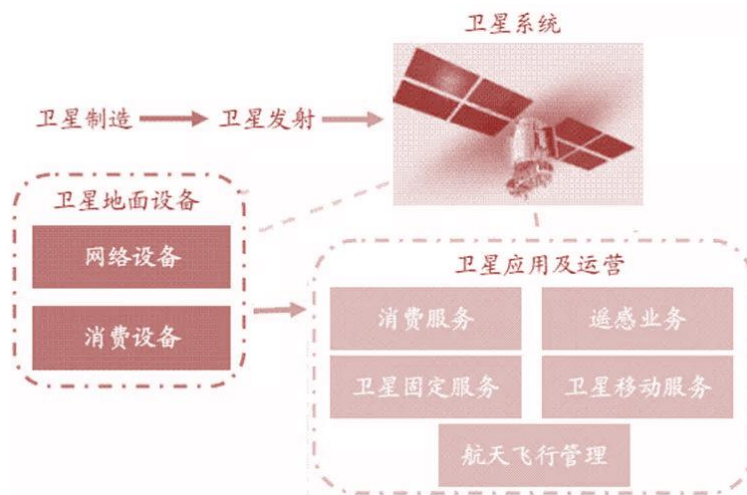 卫星系统
卫星制造
卫星发射
卫星地面设备
网络设备
消费设备
卫星应用及运营
消费服务
遥感业务
卫星固定服务
卫星移动服务
航天飞行管理